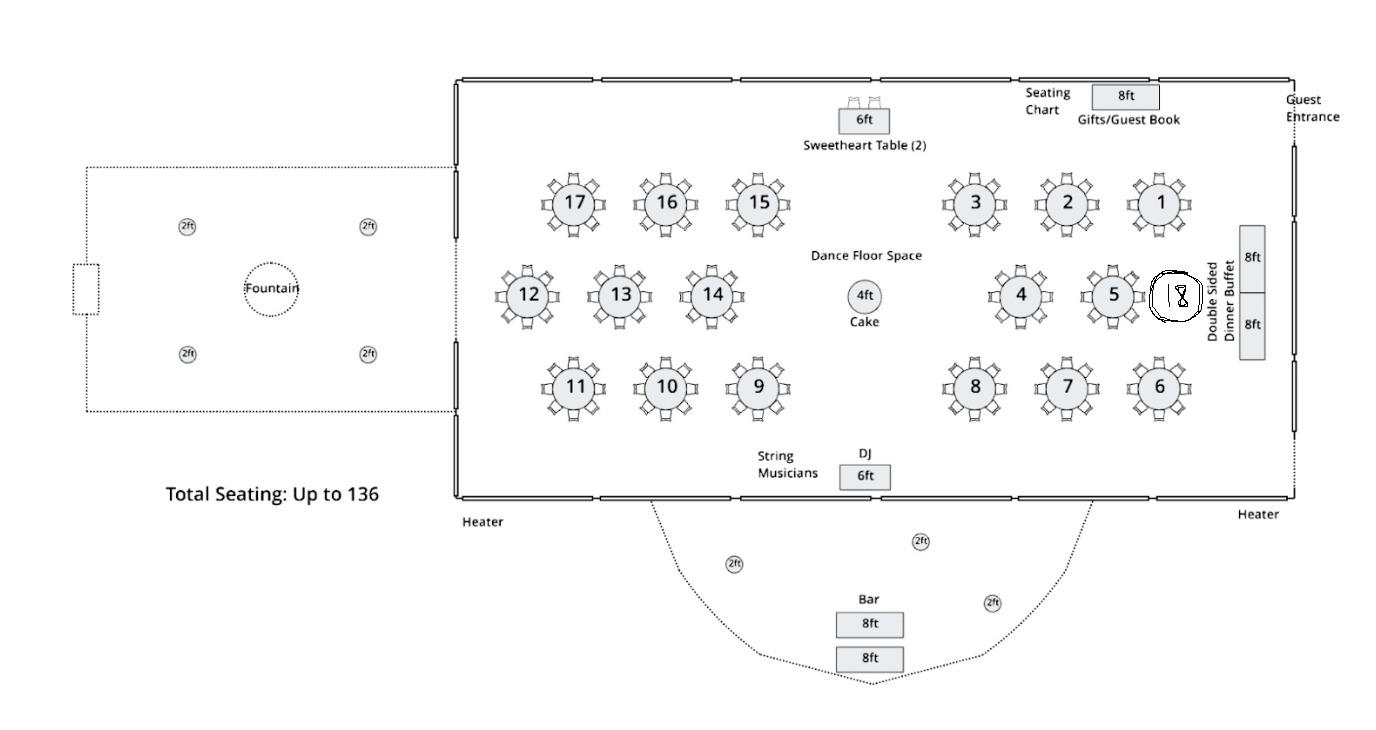 Seating
Chart
8ft
Gifts/Guest Book
Guest
Entrance
6ft
Sweetheart Table (2)
17
16
15
3
2
1
2ft
2ft
Fountain
2ft
2ft
Dance Floor Space
12
13
14
4ft
Cake
4
5
Double Sided
Dinner Buffet
8ft
8ft
11
10
9
8
7
6
String
Musicians
DJ
6ft
Total Seating: Up to 136
Heater
Heater
2ft
2ft
2ft
Bar
8ft
8ft